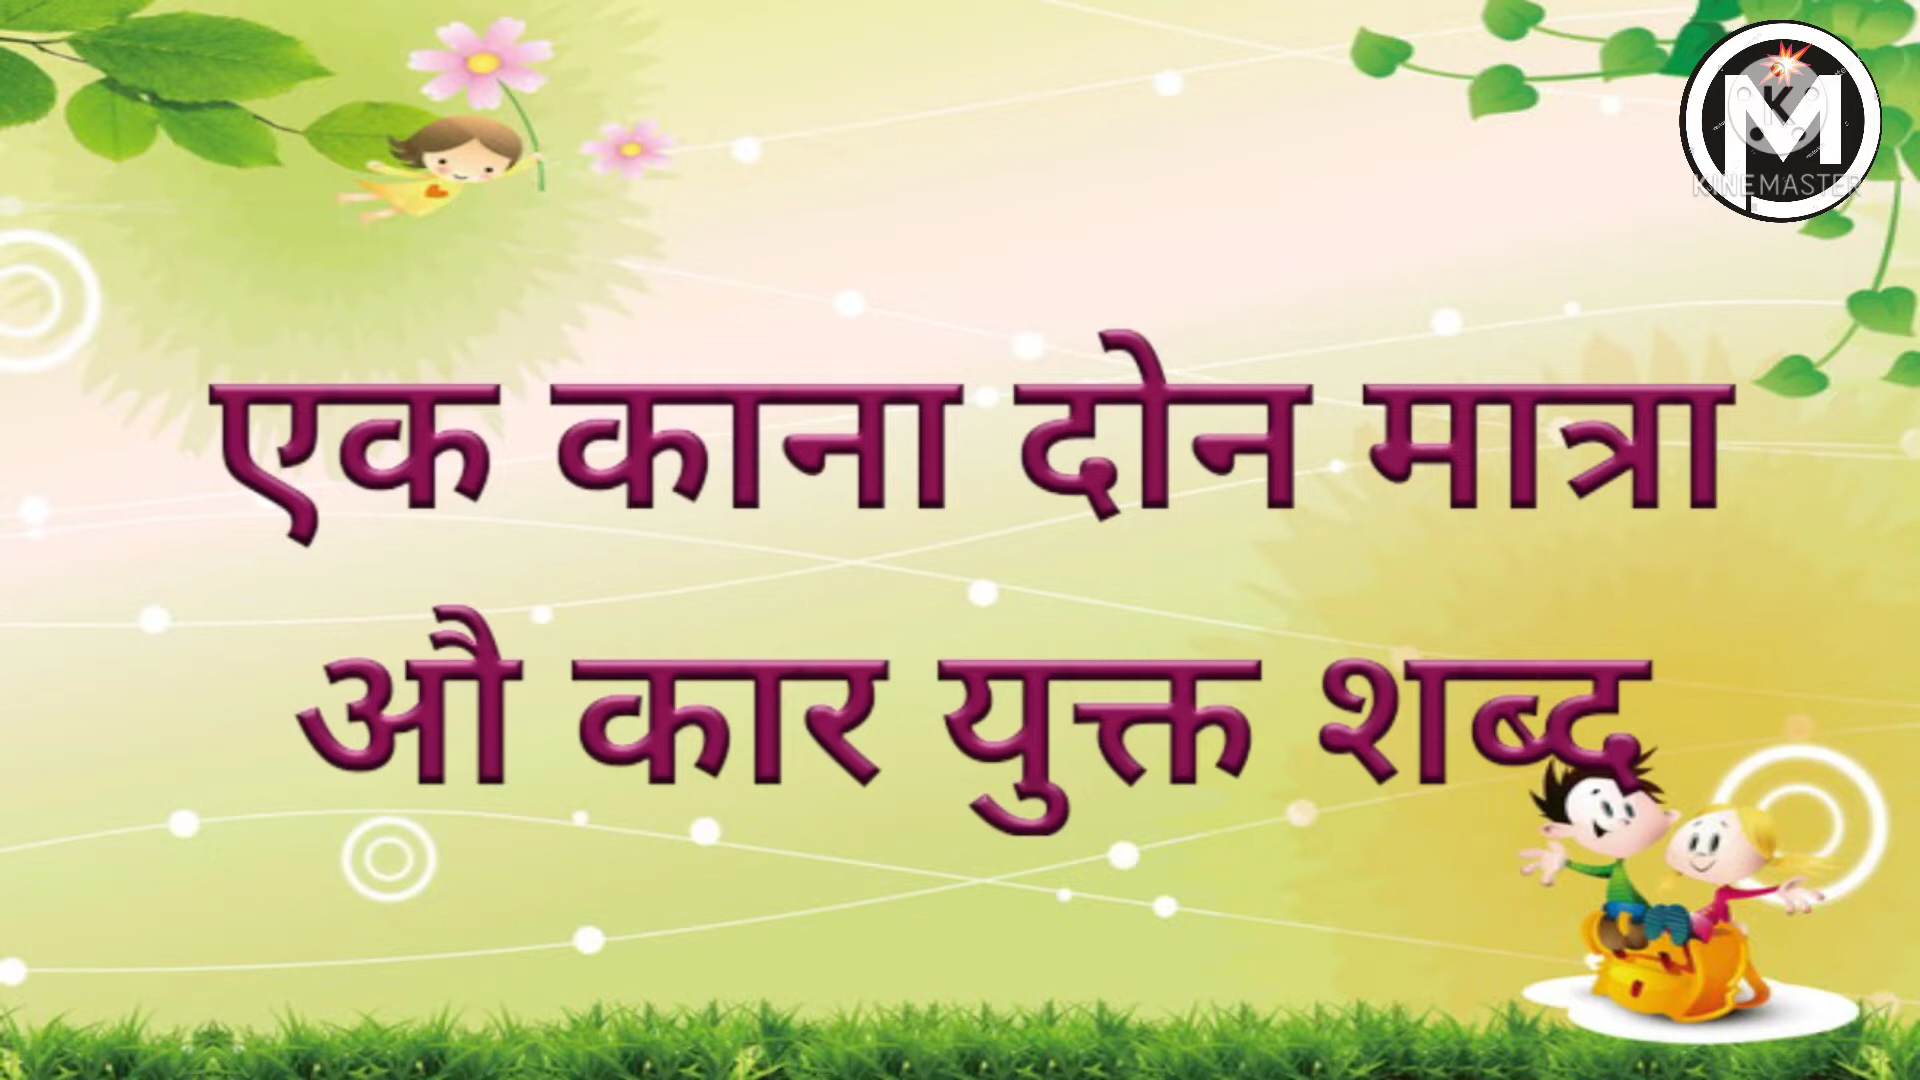 एक काना दोन मात्रा
औ कार युक्त शब्द
KINEMASTER